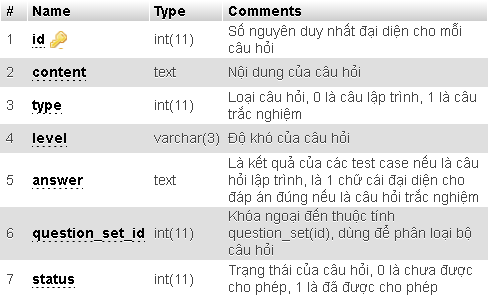 # Name Type Comments
1 id int(11) Số nguyên duy nhất đại diện cho mỗi
câu hỏi
2 content text Nội dung của câu hỏi
3 type int(11) Loại câu hỏi, 0 là câu lập trình, 1 là câu
trắc nghiệm
4 level varchar(3) Độ khó của câu hỏi
5 answer text Là kết quả của các test case nếu là câu
hỏi lập trình, là 1 chữ cái đại diện cho
đáp án đúng nếu là câu hỏi trắc nghiệm
6 question_set_id int(11) Khóa ngoại đến thuộc tính
question_set(id), dùng để phân loại bộ
câu hỏi
7 status int(11) Trạng thái của câu hỏi, 0 là chưa được
cho phép, 1 là đã được cho phép